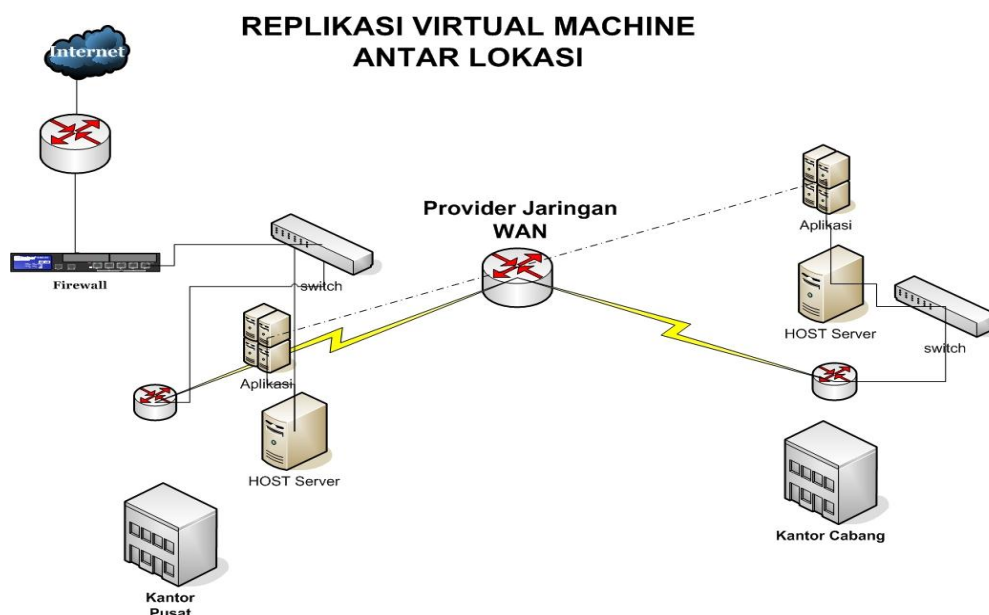 REPLIKASI VIRTUAL MACHINE
ANTAR LOKASI
Internet
Firewall
switch
Provider Jaringan
WAN
Aplikasi
HOST Server
switch
Aplikasi
HOST Server
Kantor Cabang
Kantor
Pusat